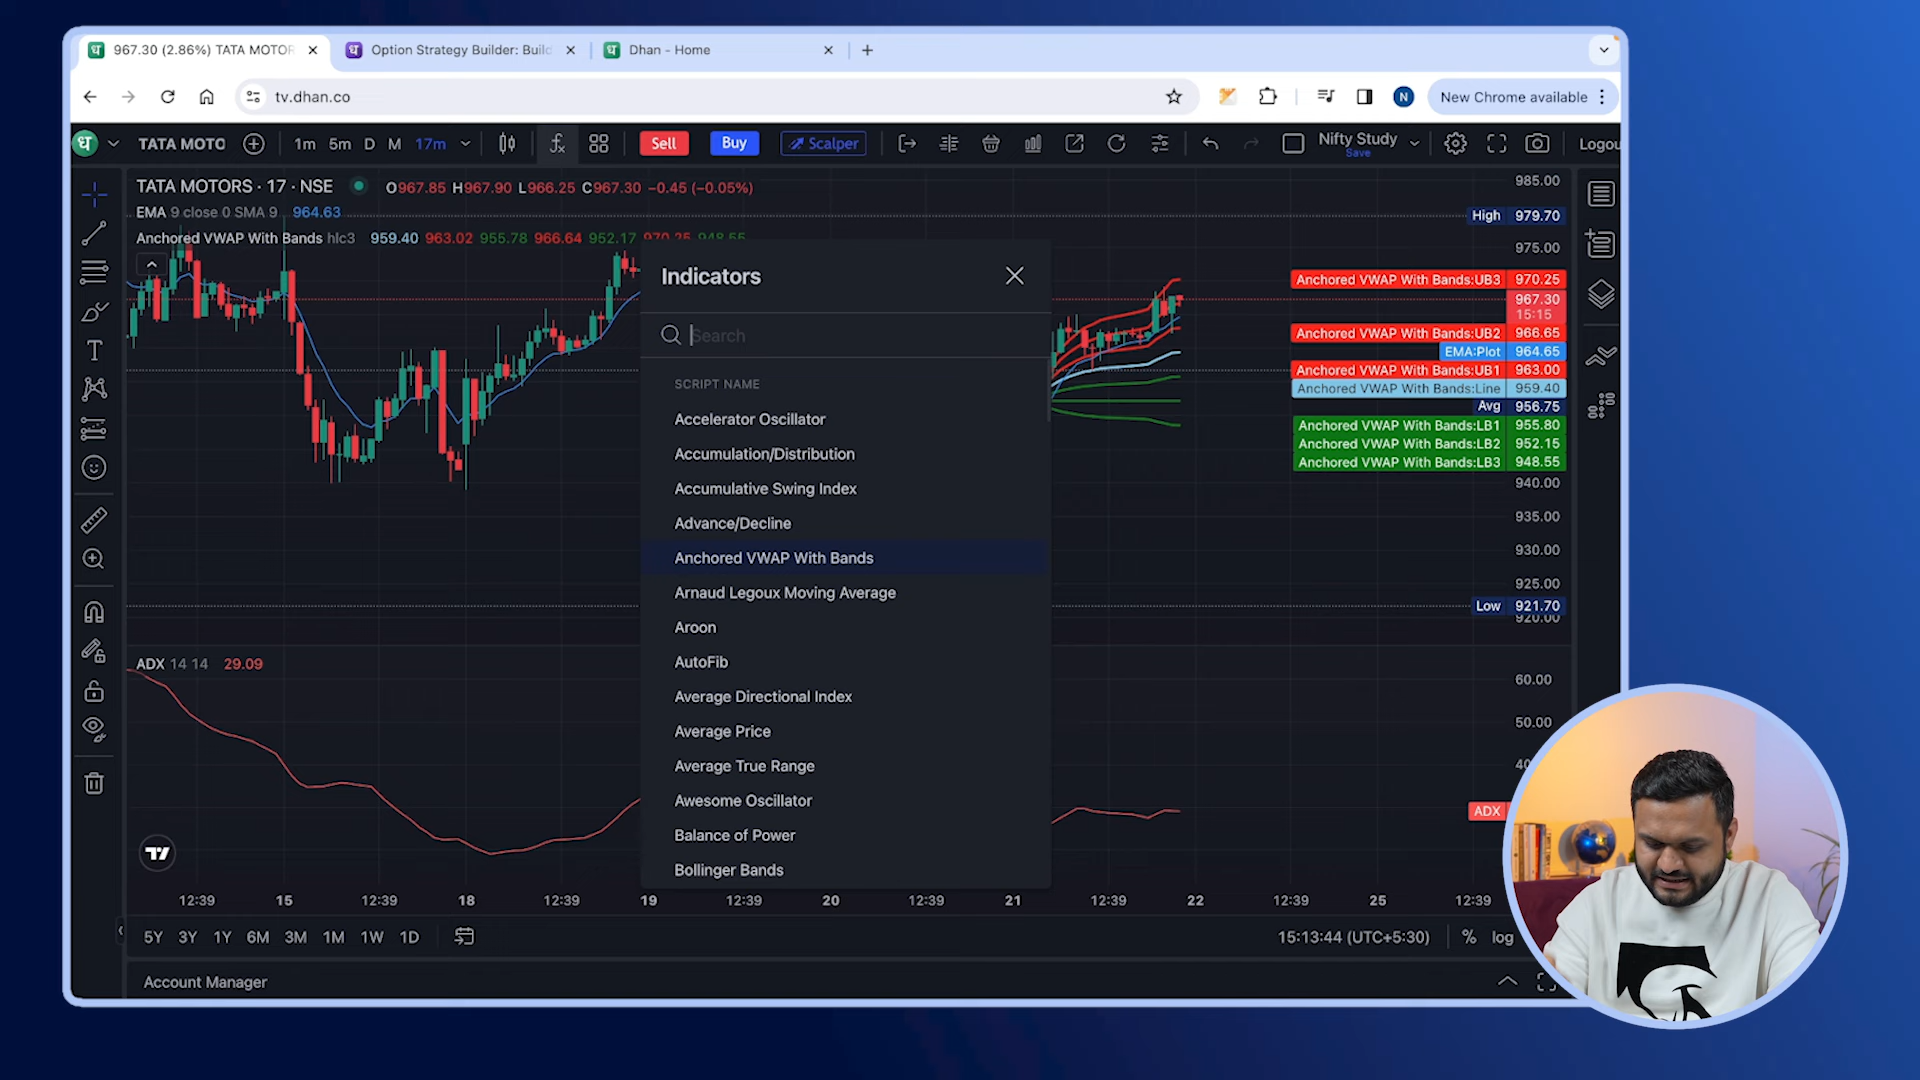 967.30 (2.86%) TATA MOTOR
Option Strategy Builder: Build
Dhan - Home
tv.dhan.co
N
New Chrome available
TATA MOTO
1m 5m D M 17m
Sell
Buy
Scalper
Nifty Study
Save
Logou
TATA MOTORS · 17 · NSE
O967.85 H967.90 L966.25 C967.30 −0.45 (−0.05%)
EMA 9 close 0 SMA 9 964.63
Anchored VWAP With Bands hlc3 959.40 963.02 955.78 966.64 952.17 970.25 948.55
Indicators
Search
SCRIPT NAME
Accelerator Oscillator
Accumulation/Distribution
Accumulative Swing Index
Advance/Decline
Anchored VWAP With Bands
Arnaud Legoux Moving Average
Aroon
AutoFib
Average Directional Index
Average Price
Average True Range
Awesome Oscillator
Balance of Power
Bollinger Bands
985.00
High 979.70
975.00
Anchored VWAP With Bands:UB3 970.25
967.30
15:15
Anchored VWAP With Bands:UB2 966.65
EMA:Plot 964.65
Anchored VWAP With Bands:UB1 963.00
Anchored VWAP With Bands:Line 959.40
Avg 956.75
Anchored VWAP With Bands:LB1 955.80
Anchored VWAP With Bands:LB2 952.15
Anchored VWAP With Bands:LB3 948.55
940.00
935.00
930.00
925.00
Low 921.70
920.00
ADX 14 14 29.09
60.00
50.00
ADX
12:39 15 12:39 18 12:39 19 12:39 20 12:39 21 12:39 22 12:39 25 12:39
5Y 3Y 1Y 6M 3M 1M 1W 1D
15:13:44 (UTC+5:30)
% log
Account Manager